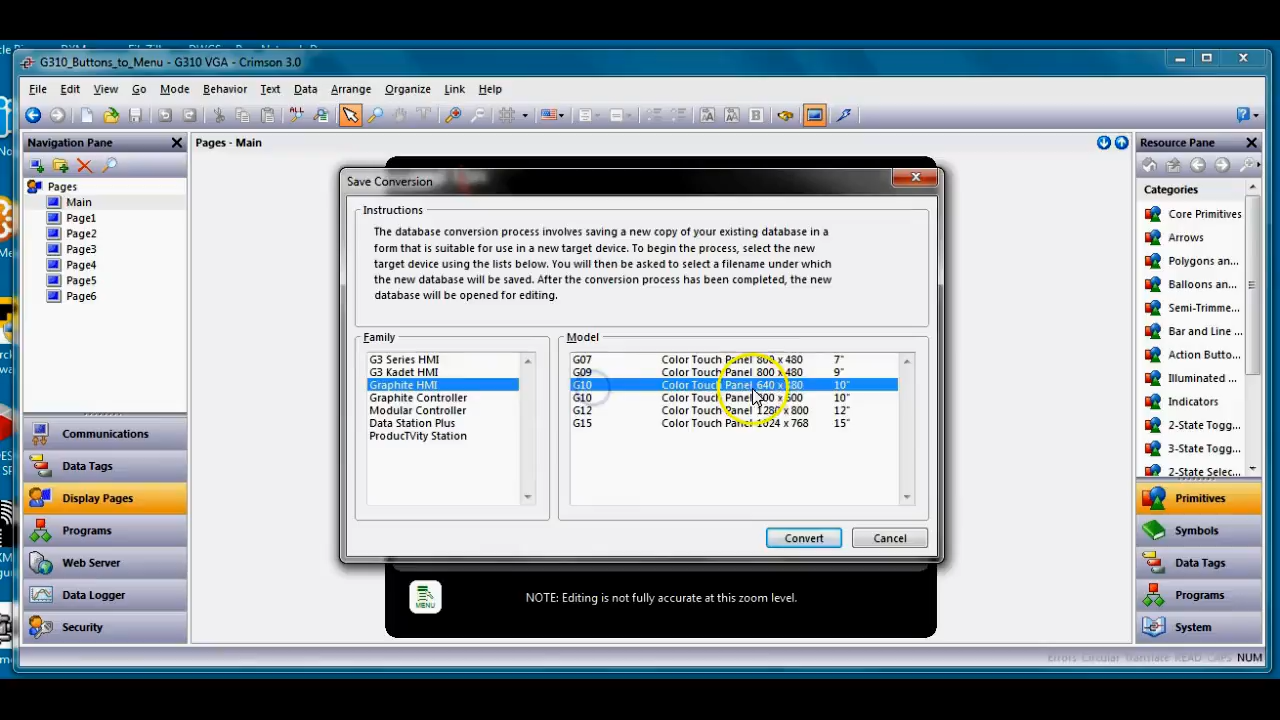 G310_Buttons_to_Menu - G310 VGA - Crimson 3.0
File Edit View Go Mode Behavior Text Data Arrange Organize Link Help
Navigation Pane
Pages - Main
Resource Pane
Pages
Main
Page1
Page2
Page3
Page4
Page5
Page6
Communications
Data Tags
Display Pages
Programs
Web Server
Data Logger
Security
Save Conversion
Instructions
The database conversion process involves saving a new copy of your existing database in a
form that is suitable for use in a new target device. To begin the process, select the new
target device using the lists below. You will then be asked to select a filename under which
the new database will be saved. After the conversion process has been completed, the new
database will be opened for editing.
Family
G3 Series HMI
G3 Kadet HMI
Graphite HMI
Graphite Controller
Modular Controller
Data Station Plus
ProducTVity Station
Model
G07 Color Touch Panel 800 x 480 7"
G09 Color Touch Panel 800 x 480 9"
G10 Color Touch Panel 640 x 480 10"
G10 Color Touch Panel 800 x 600 10"
G12 Color Touch Panel 1280 x 800 12"
G15 Color Touch Panel 1024 x 768 15"
Convert
Cancel
MENU
NOTE: Editing is not fully accurate at this zoom level.
Categories
Core Primitives
Arrows
Polygons an
Balloons an
Semi-Trimme
Bar and Line
Action Butto
Illuminated
Indicators
2-State Togg
3-State Togg
2-State Selec
Primitives
Symbols
Data Tags
Programs
System
Errors Circular Translate READ CAPS NUM